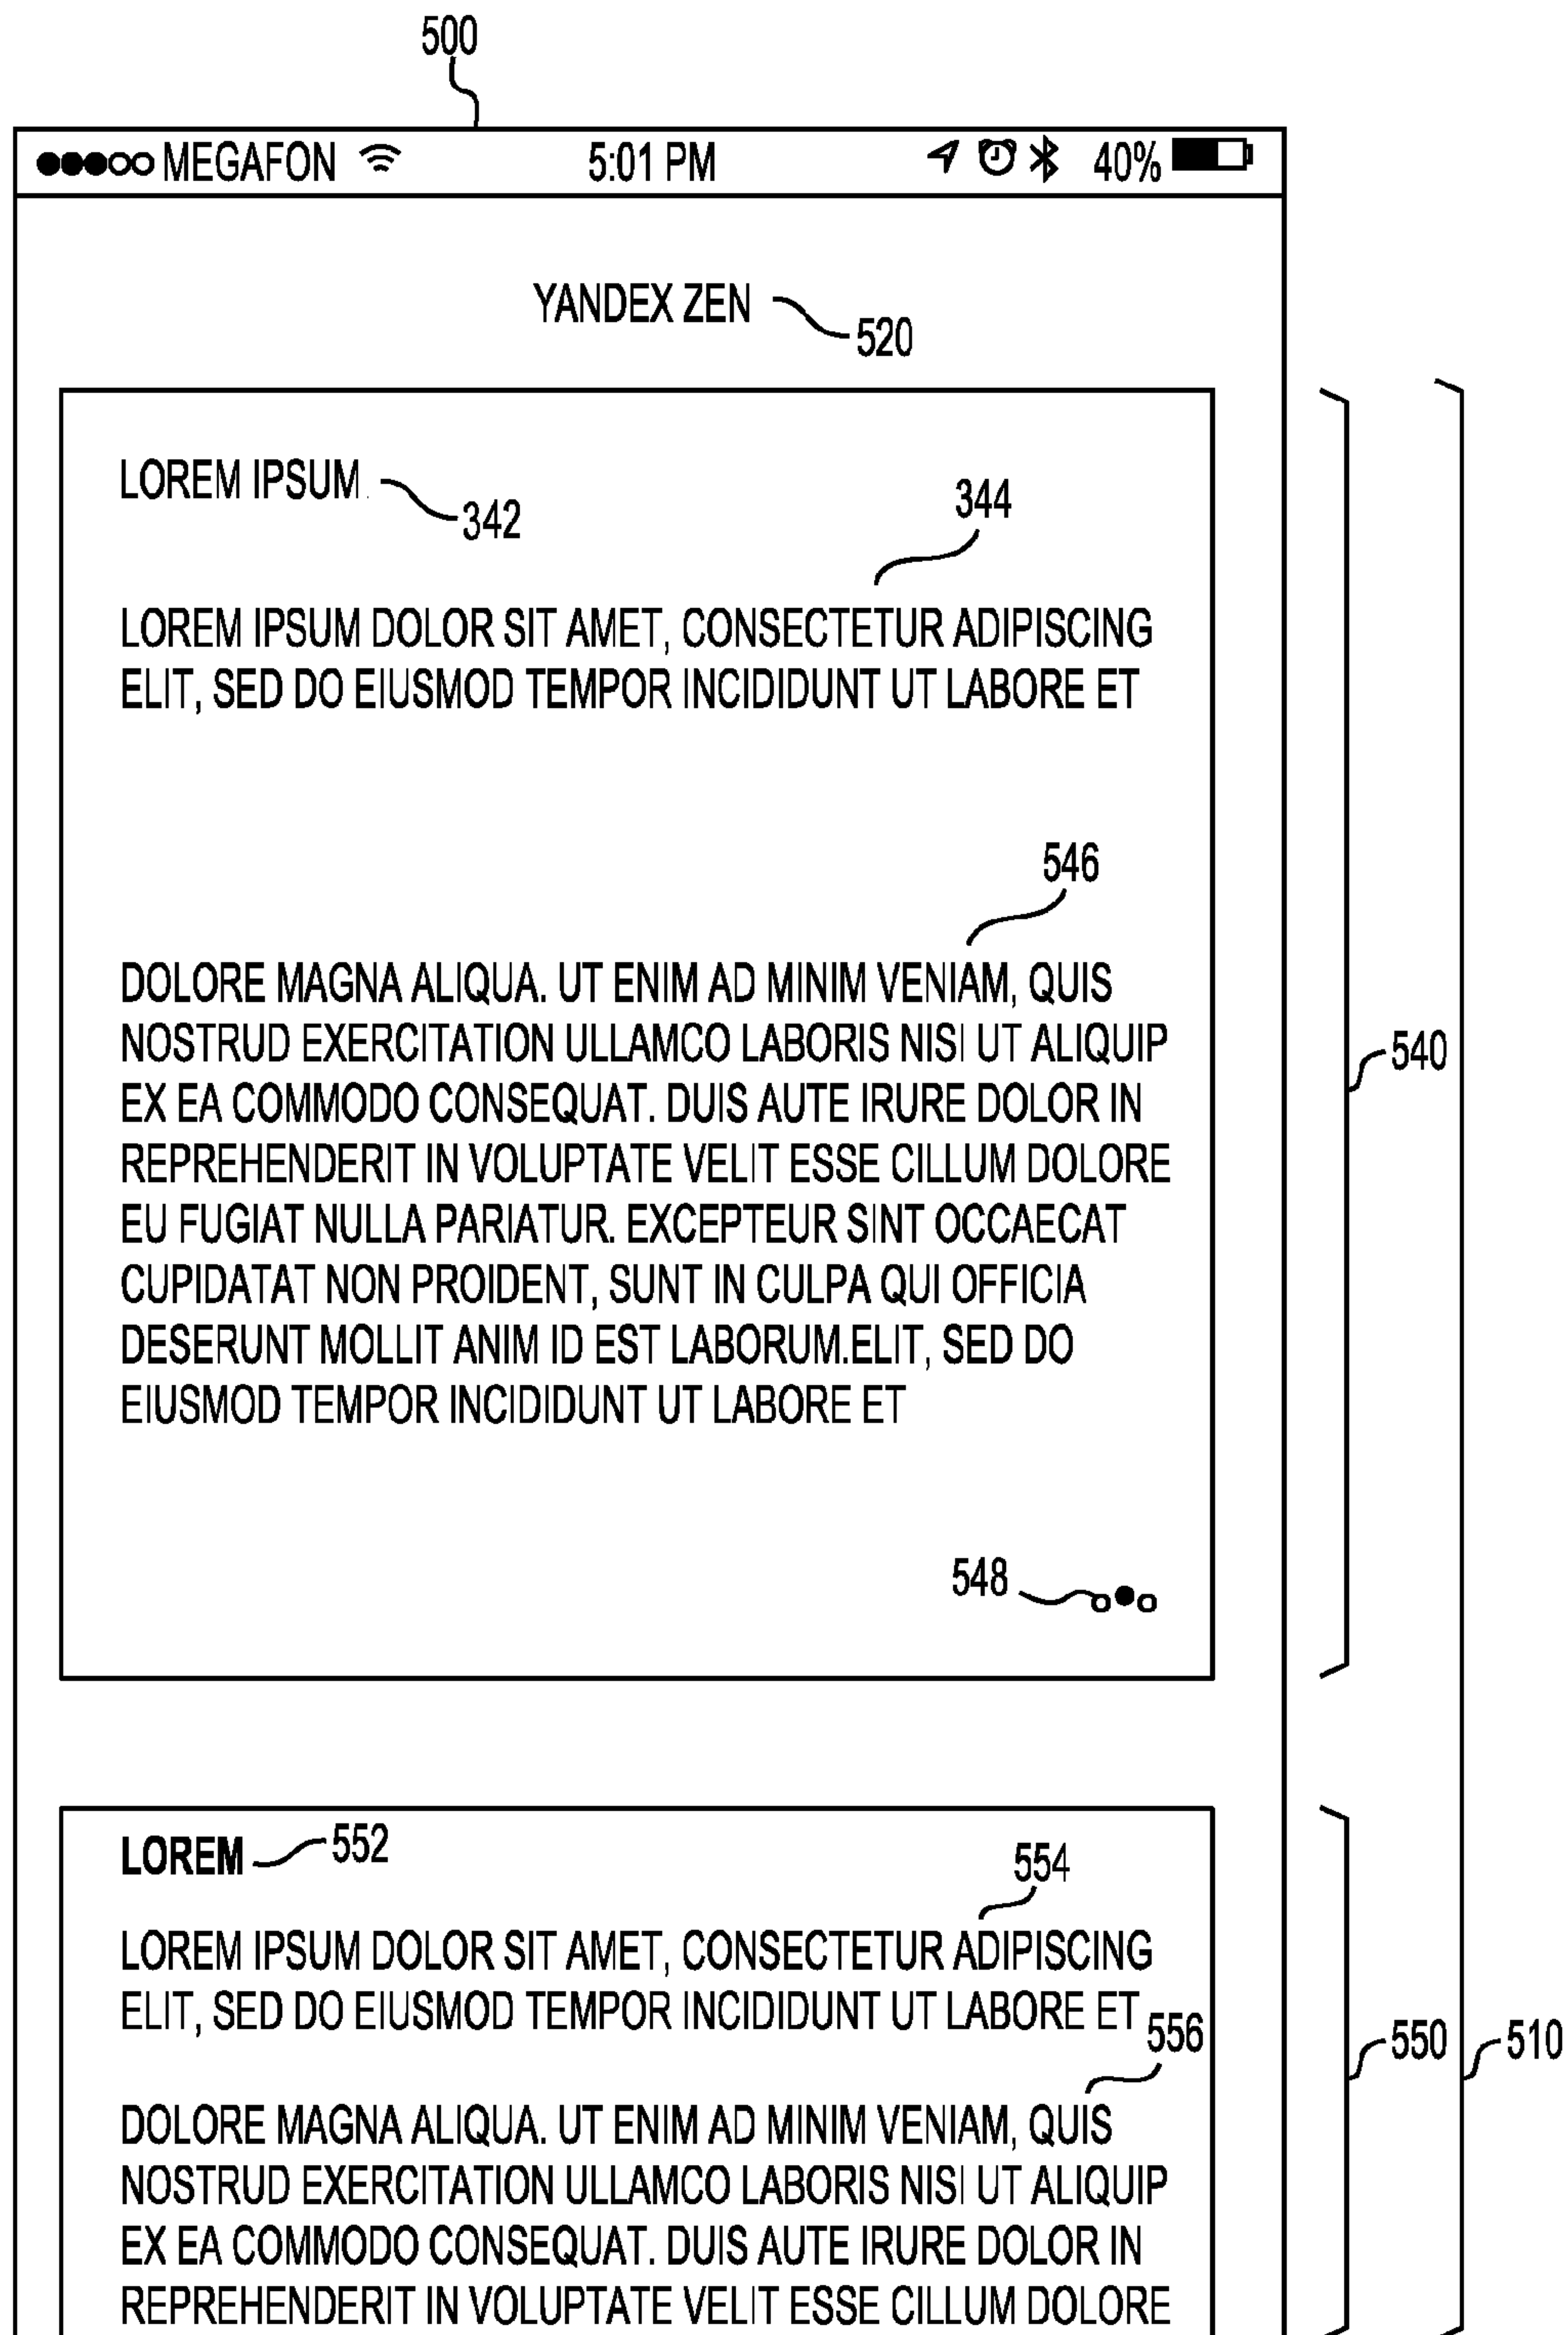 500
MEGAFON 5:01 PM 40%
YANDEX ZEN
520
LOREM IPSUM
342
344
LOREM IPSUM DOLOR SIT AMET, CONSECTETUR ADIPISCING
ELIT, SED DO EIUSMOD TEMPOR INCIDIDUNT UT LABORE ET
546
DOLORE MAGNA ALIQUA. UT ENIM AD MINIM VENIAM, QUIS
NOSTRUD EXERCITATION ULLAMCO LABORIS NISI UT ALIQUIP
EX EA COMMODO CONSEQUAT. DUIS AUTE IRURE DOLOR IN
REPREHENDERIT IN VOLUPTATE VELIT ESSE CILLUM DOLORE
EU FUGIAT NULLA PARIATUR. EXCEPTEUR SINT OCCAECAT
CUPIDATAT NON PROIDENT, SUNT IN CULPA QUI OFFICIA
DESERUNT MOLLIT ANIM ID EST LABORUM.ELIT, SED DO
EIUSMOD TEMPOR INCIDIDUNT UT LABORE ET
540
548
LOREM
552
554
LOREM IPSUM DOLOR SIT AMET, CONSECTETUR ADIPISCING
ELIT, SED DO EIUSMOD TEMPOR INCIDIDUNT UT LABORE ET
556
550
510
DOLORE MAGNA ALIQUA. UT ENIM AD MINIM VENIAM, QUIS
NOSTRUD EXERCITATION ULLAMCO LABORIS NISI UT ALIQUIP
EX EA COMMODO CONSEQUAT. DUIS AUTE IRURE DOLOR IN
REPREHENDERIT IN VOLUPTATE VELIT ESSE CILLUM DOLORE